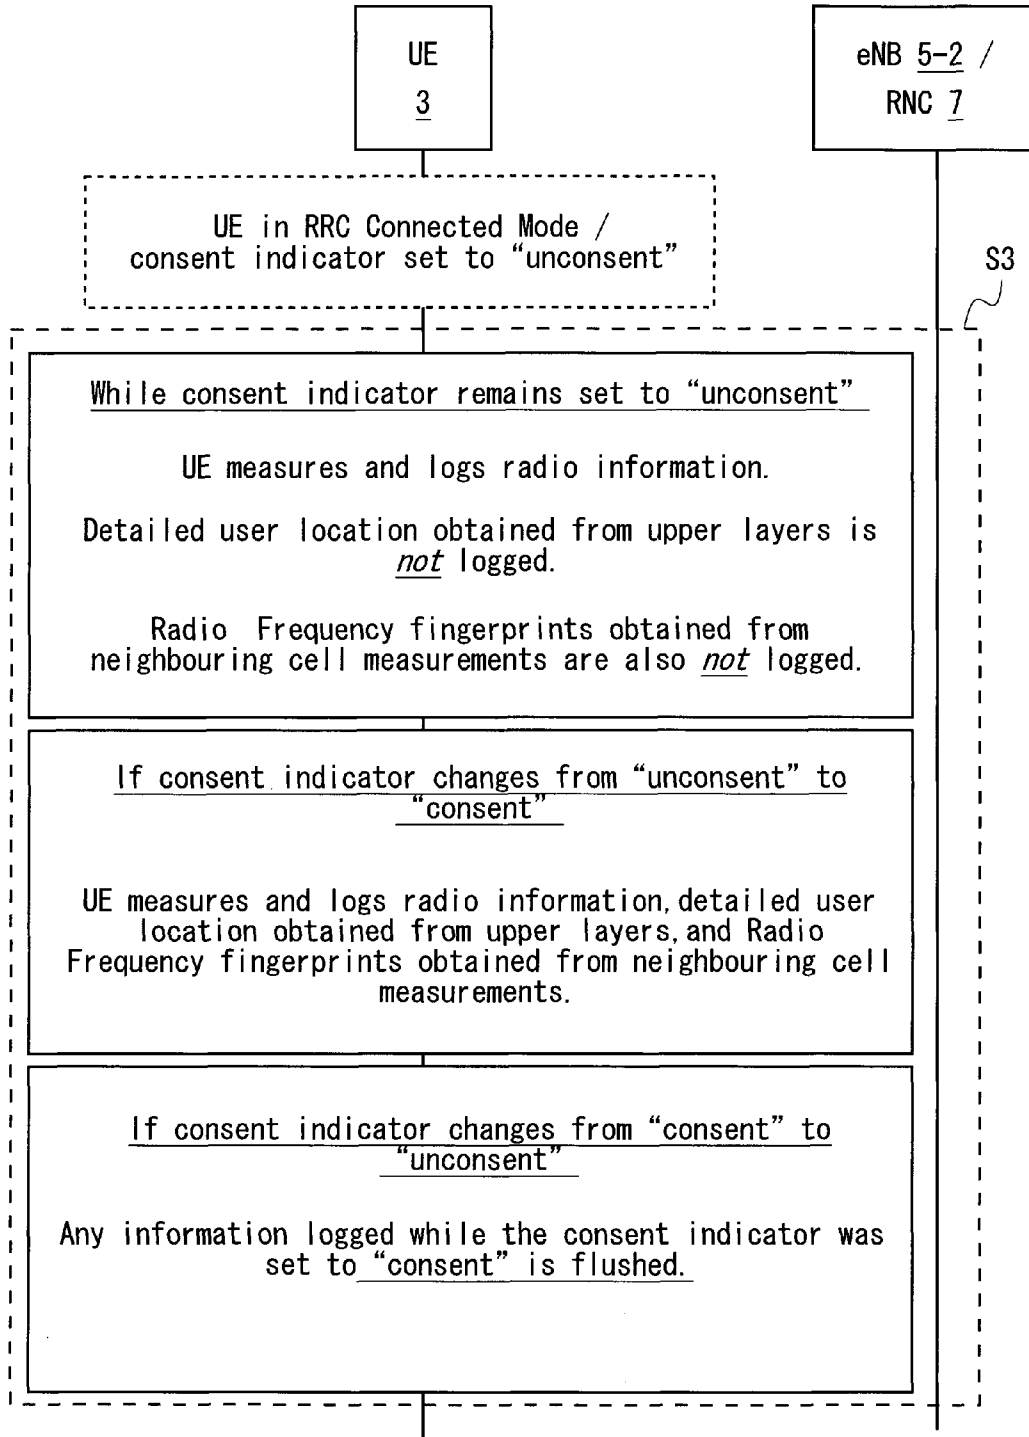 UE
3
eNB 5-2 /
RNC 7
UE in RRC Connected Mode /
consent indicator set to “unconsent”
S3
While consent indicator remains set to “unconsent”
UE measures and logs radio information.
Detailed user location obtained from upper layers is
not logged.
Radio Frequency fingerprints obtained from
neighbouring cell measurements are also not logged.
If consent indicator changes from “unconsent” to
“consent”
UE measures and logs radio information, detailed user
location obtained from upper layers, and Radio
Frequency fingerprints obtained from neighbouring cell
measurements.
If consent indicator changes from “consent” to
“unconsent”
Any information logged while the consent indicator was
set to “consent” is flushed.